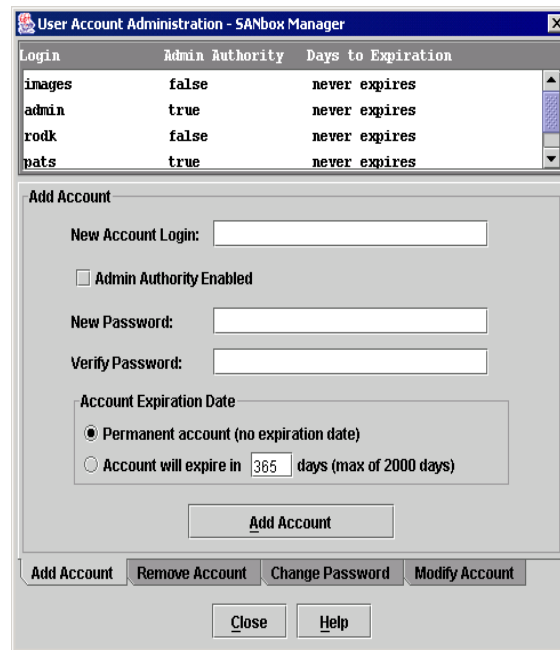 User Account Administration - SANbox Manager
Login Admin Authority Days to Expiration
images false never expires
admin true never expires
rodk false never expires
pats true never expires
Add Account
New Account Login:
Admin Authority Enabled
New Password:
Verify Password:
Account Expiration Date
Permanent account (no expiration date)
Account will expire in 365 days (max of 2000 days)
Add Account
Add Account Remove Account Change Password Modify Account
Close Help